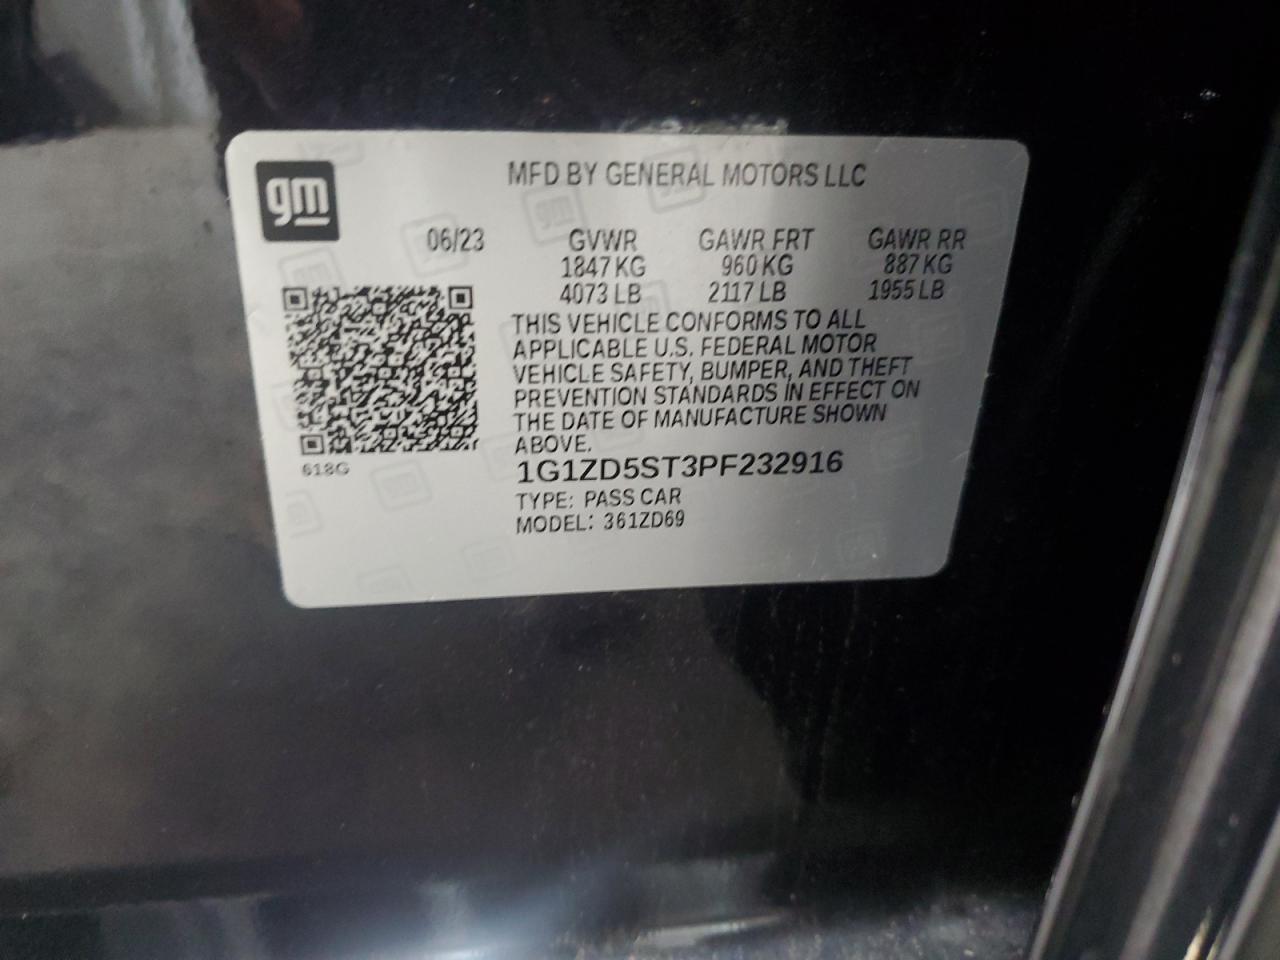 gm
MFD BY GENERAL MOTORS LLC
06/23 GVWR GAWR FRT GAWR RR
1847 KG 960 KG 887 KG
4073 LB 2117 LB 1955 LB
THIS VEHICLE CONFORMS TO ALL
APPLICABLE U.S. FEDERAL MOTOR
VEHICLE SAFETY, BUMPER, AND THEFT
PREVENTION STANDARDS IN EFFECT ON
THE DATE OF MANUFACTURE SHOWN
ABOVE.
618G
1G1ZD5ST3PF232916
TYPE: PASS CAR
MODEL: 361ZD69